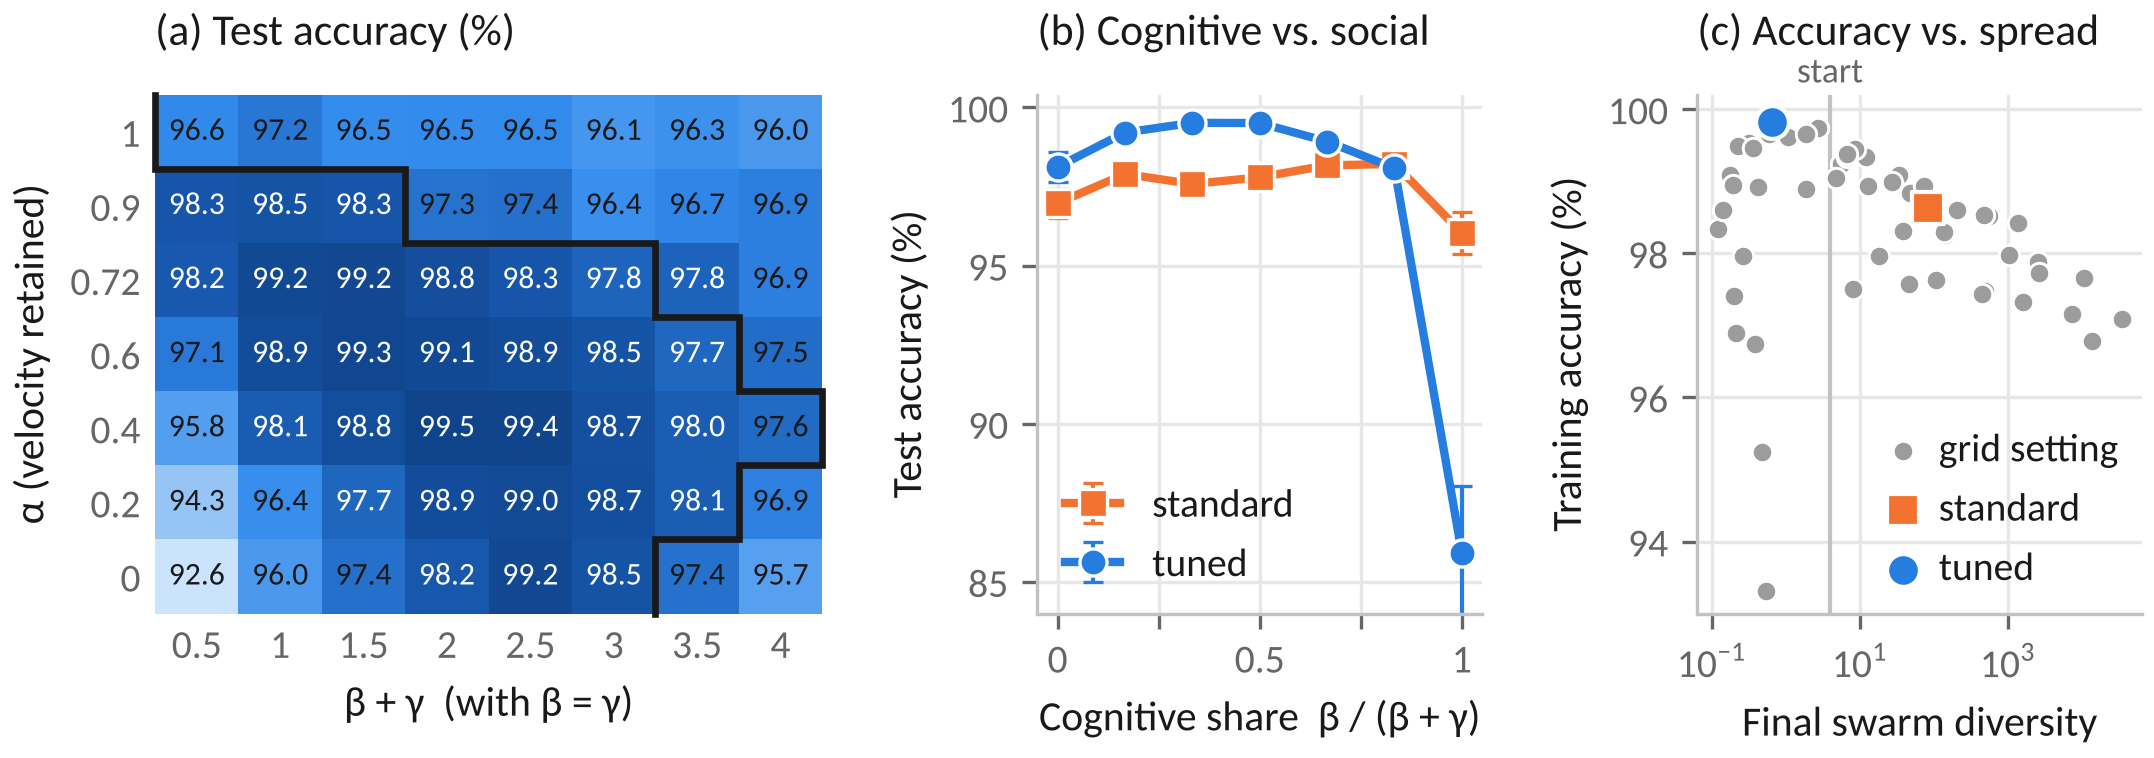 (a) Test accuracy (%)
α (velocity retained)
1 96.6 97.2 96.5 96.5 96.5 96.1 96.3 96.0
0.9 98.3 98.5 98.3 97.3 97.4 96.4 96.7 96.9
0.72 98.2 99.2 99.2 98.8 98.3 97.8 97.8 96.9
0.6 97.1 98.9 99.3 99.1 98.9 98.5 97.7 97.5
0.4 95.8 98.1 98.8 99.5 99.4 98.7 98.0 97.6
0.2 94.3 96.4 97.7 98.9 99.0 98.7 98.1 96.9
0 92.6 96.0 97.4 98.2 99.2 98.5 97.4 95.7
0.5 1 1.5 2 2.5 3 3.5 4
β + γ (with β = γ)
(b) Cognitive vs. social
Test accuracy (%)
100
95
90
85
standard
tuned
0 0.5 1
Cognitive share β / (β + γ)
(c) Accuracy vs. spread
start
Training accuracy (%)
100
98
96
94
grid setting
standard
tuned
10⁻¹ 10¹ 10³
Final swarm diversity